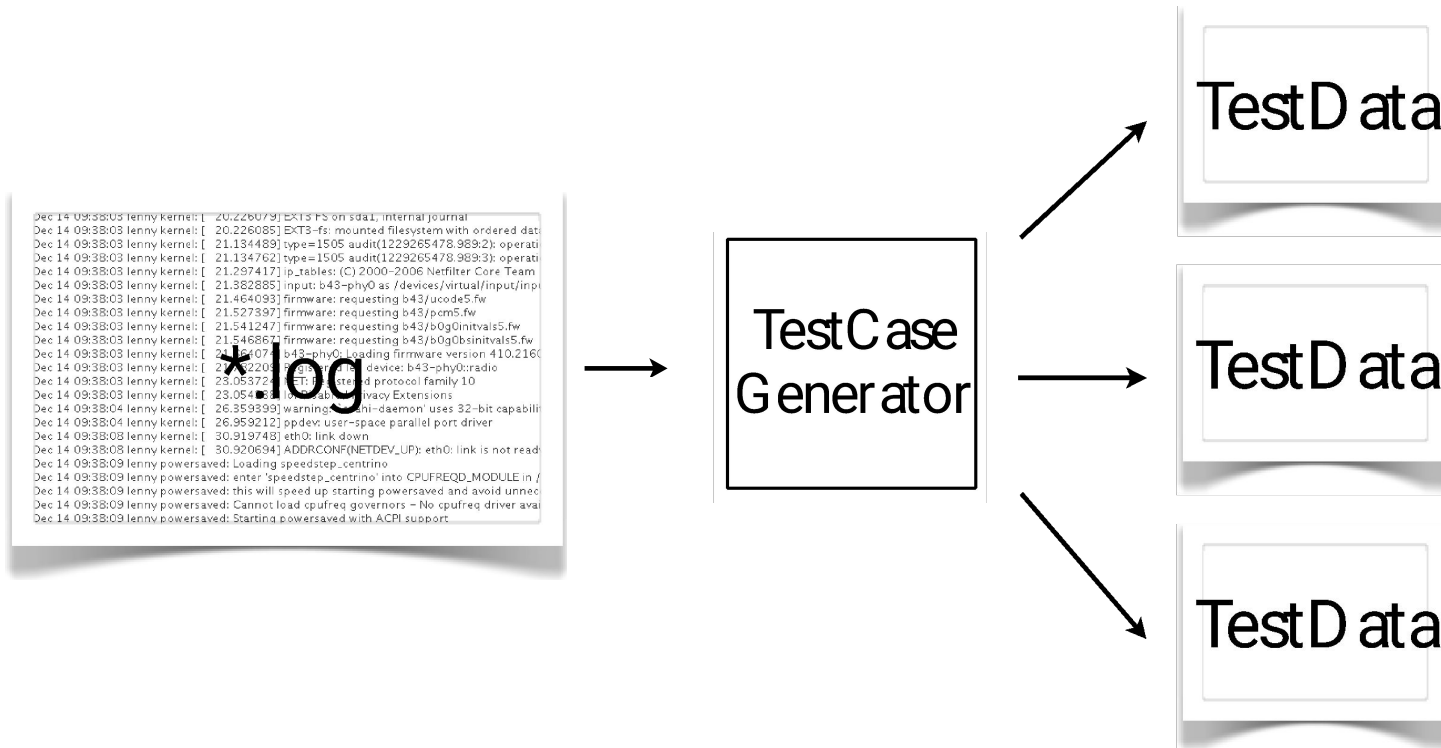 Dec 14 09:38:03 lenny kernel: [   20.226079] EXT3 FS on sda1, internal journal
Dec 14 09:38:03 lenny kernel: [   20.226085] EXT3-fs: mounted filesystem with ordered dat
Dec 14 09:38:03 lenny kernel: [   21.134489] type=1505 audit(1229265478.989:2): operati
Dec 14 09:38:03 lenny kernel: [   21.134762] type=1505 audit(1229265478.989:3): operati
Dec 14 09:38:03 lenny kernel: [   21.297417] ip_tables: (C) 2000-2006 Netfilter Core Team
Dec 14 09:38:03 lenny kernel: [   21.382885] input: b43-phy0 as /devices/virtual/input/inp
Dec 14 09:38:03 lenny kernel: [   21.464093] firmware: requesting b43/ucode5.fw
Dec 14 09:38:03 lenny kernel: [   21.527397] firmware: requesting b43/pcm5.fw
Dec 14 09:38:03 lenny kernel: [   21.541247] firmware: requesting b43/b0g0initvals5.fw
Dec 14 09:38:03 lenny kernel: [   21.546867] firmware: requesting b43/b0g0bsinitvals5.fw
Dec 14 09:38:03 lenny kernel: [ b43-phy0: Loading firmware version 410.216
Dec 14 09:38:03 lenny kernel: [ device: b43-phy0::radio
Dec 14 09:38:03 lenny kernel: [   23.053724] NET: Registered protocol family 10
Dec 14 09:38:03 lenny kernel: [ Privacy Extensions
Dec 14 09:38:04 lenny kernel: [   26.359399] warning: `avahi-daemon' uses 32-bit capabili
Dec 14 09:38:04 lenny kernel: [   26.959212] ppdev: user-space parallel port driver
Dec 14 09:38:08 lenny kernel: [   30.919748] eth0: link down
Dec 14 09:38:08 lenny kernel: [   30.920694] ADDRCONF(NETDEV_UP): eth0: link is not read
Dec 14 09:38:09 lenny powersaved: Loading speedstep_centrino
Dec 14 09:38:09 lenny powersaved: enter 'speedstep_centrino' into CPUFREQD_MODULE in /
Dec 14 09:38:09 lenny powersaved: this will speed up starting powersaved and avoid unnec
Dec 14 09:38:09 lenny powersaved: Cannot load cpufreq governors - No cpufreq driver avai
Dec 14 09:38:09 lenny powersaved: Starting powersaved with ACPI support
*.log
TestCase
Generator
TestData
TestData
TestData